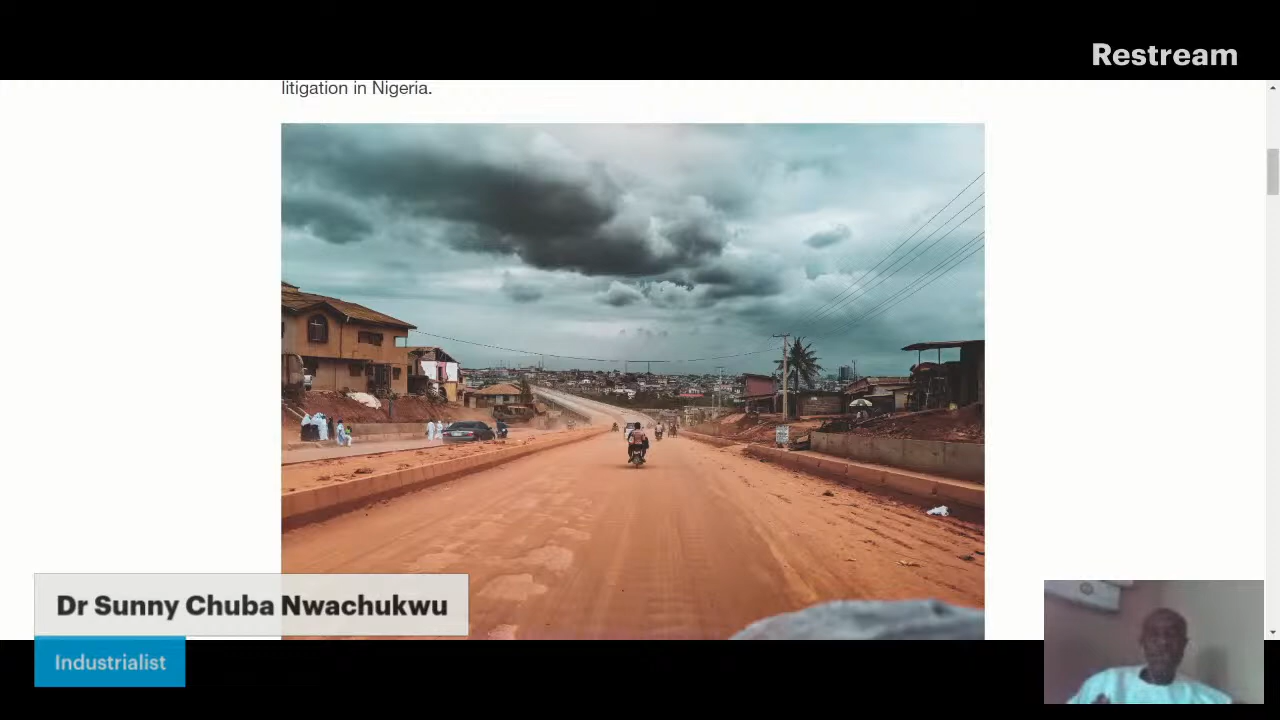 Restream
litigation in Nigeria.
Dr Sunny Chuba Nwachukwu
Industrialist